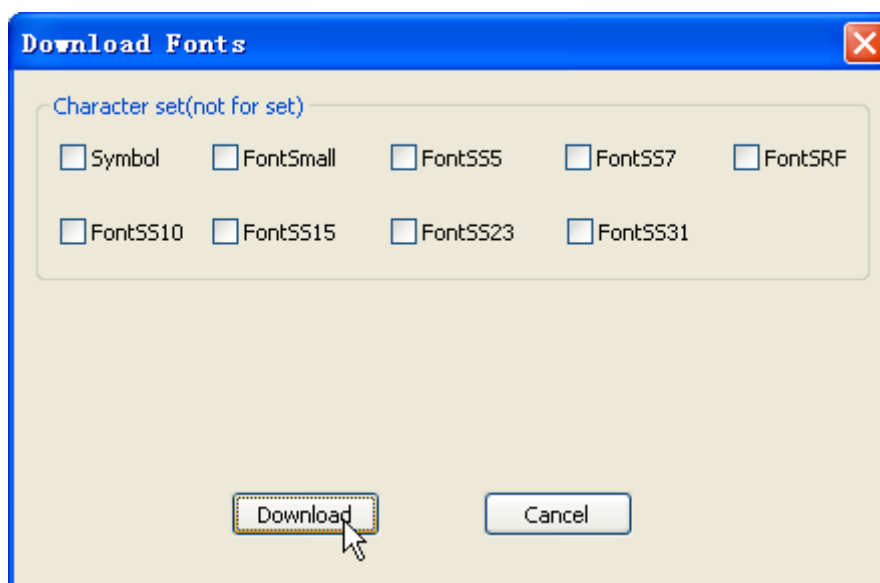 Download Fonts
Character set(not for set)
Symbol FontSmall FontSS5 FontSS7 FontSRF
FontSS10 FontSS15 FontSS23 FontSS31
Download Cancel